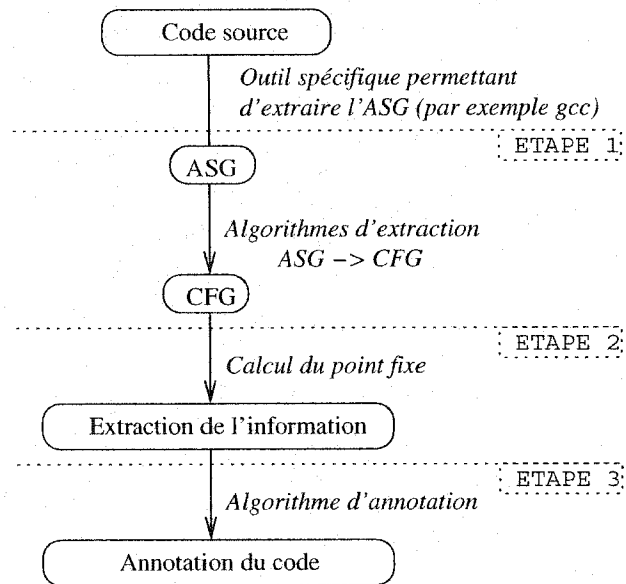 Code source
Outil spécifique permettant
d'extraire l'ASG (par exemple gcc)
ETAPE 1
ASG
Algorithmes d'extraction
ASG −> CFG
CFG
ETAPE 2
Calcul du point fixe
Extraction de l'information
ETAPE 3
Algorithme d'annotation
Annotation du code